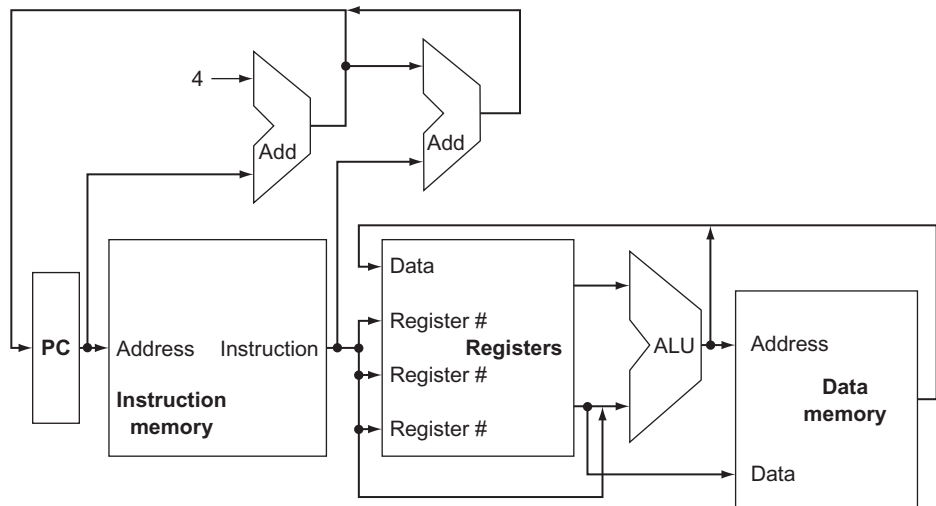 4
Add
Add
Data
PC
Address
Instruction
Register #
Registers
ALU
Address
Instruction
memory
Register #
Data
memory
Register #
Data